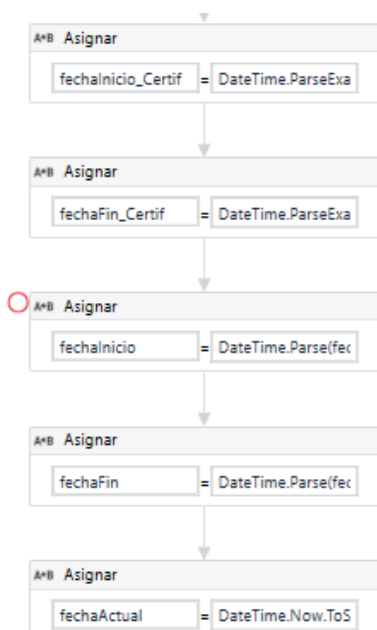 A+B Asignar
fechaInicio_Certif = DateTime.ParseExa
A+B Asignar
fechaFin_Certif = DateTime.ParseExa
A+B Asignar
fechaInicio = DateTime.Parse(fec
A+B Asignar
fechaFin = DateTime.Parse(fec
A+B Asignar
fechaActual = DateTime.Now.ToS